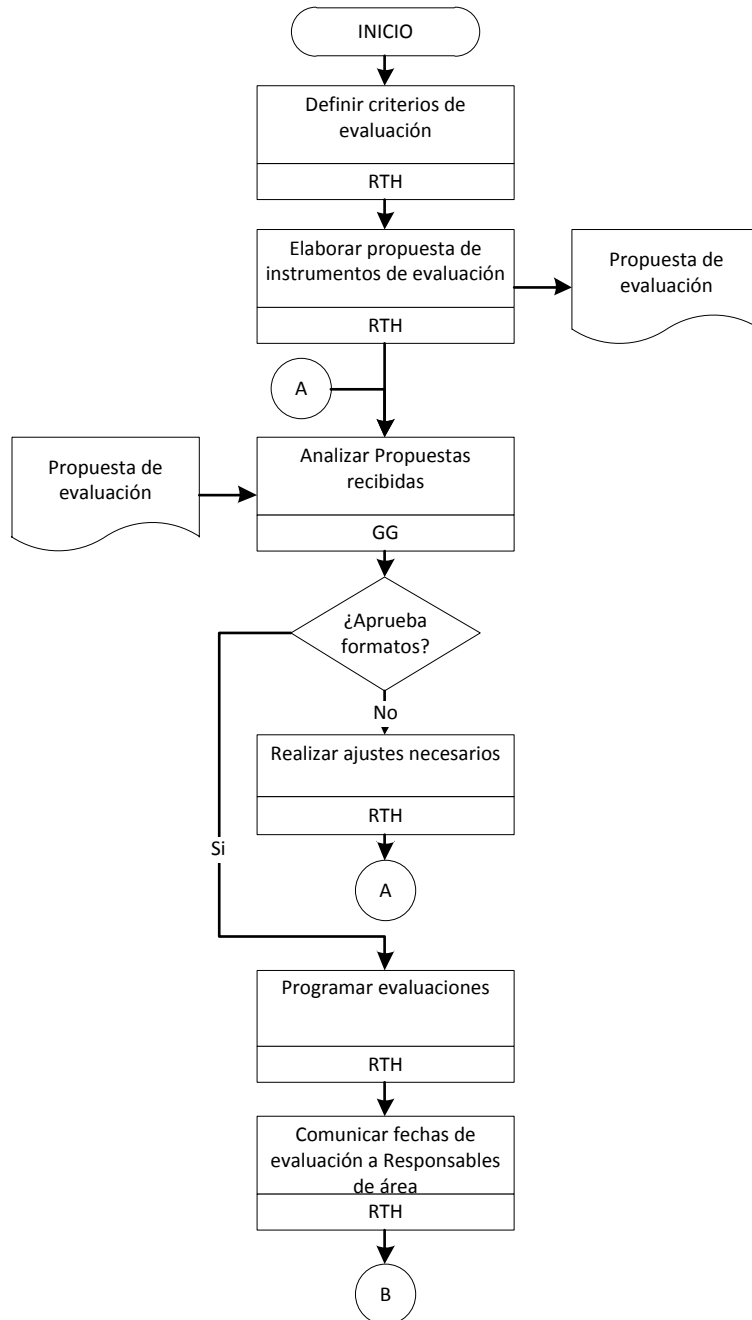 INICIO
Definir criterios de
evaluación
RTH
Elaborar propuesta de
instrumentos de evaluación
RTH
Propuesta de
evaluación
A
Propuesta de
evaluación
Analizar Propuestas
recibidas
GG
¿Aprueba
formatos?
No
Realizar ajustes necesarios
RTH
Si
A
Programar evaluaciones
RTH
Comunicar fechas de
evaluación a Responsables
de área
RTH
B